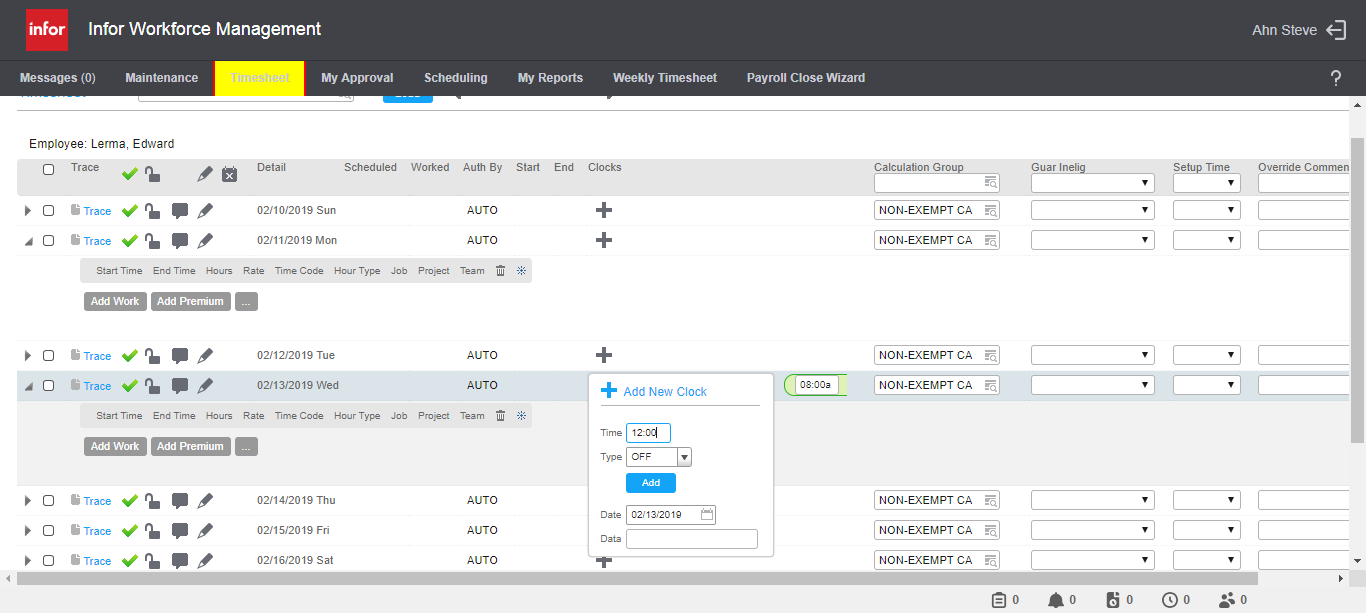 infor Infor Workforce Management Ahn Steve
Messages (0) Maintenance Timesheet My Approval Scheduling My Reports Weekly Timesheet Payroll Close Wizard ?
Employee: Lerma, Edward
Trace Detail Scheduled Worked Auth By Start End Clocks Calculation Group Guar Inelig Setup Time Override Commen
Trace 02/10/2019 Sun AUTO NON-EXEMPT CA
Trace 02/11/2019 Mon AUTO NON-EXEMPT CA
Start Time End Time Hours Rate Time Code Hour Type Job Project Team
Add Work Add Premium ...
Trace 02/12/2019 Tue AUTO NON-EXEMPT CA
Trace 02/13/2019 Wed AUTO 08:00a NON-EXEMPT CA
Add New Clock
Start Time End Time Hours Rate Time Code Hour Type Job Project Team
Time 12:00
Add Work Add Premium ...
Type OFF
Add
Trace 02/14/2019 Thu AUTO NON-EXEMPT CA
Date 02/13/2019
Trace 02/15/2019 Fri AUTO NON-EXEMPT CA
Data
Trace 02/16/2019 Sat AUTO NON-EXEMPT CA
0 0 0 0 0